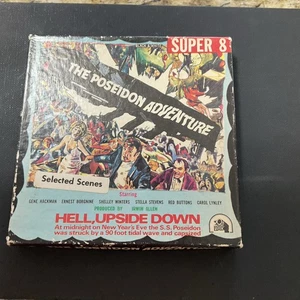 SUPER 8
THE POSEIDON ADVENTURE
Selected Scenes
Starring
GENE HACKMAN ERNEST BORGNINE SHELLEY WINTERS STELLA STEVENS RED BUTTONS CAROL LYNLEY
PRODUCED BY IRWIN ALLEN
HELL, UPSIDE DOWN
At midnight on New Year's Eve the S.S. Poseidon
was struck by a 90 foot tidal wave and capsized